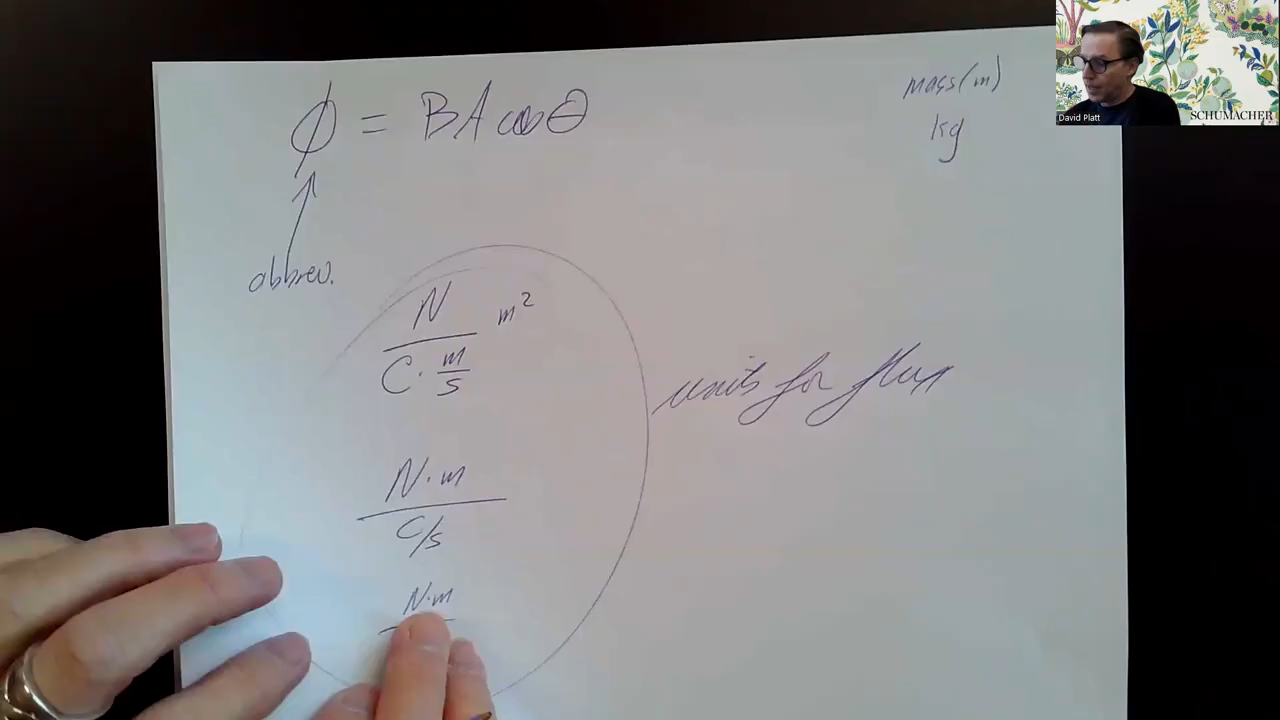 ϕ = BA cos θ
mass (m)
kg
abbrev.
N
C · m/s
m²
units for flux
N·m
C/s
N·m
David Platt
SCHUMACHER